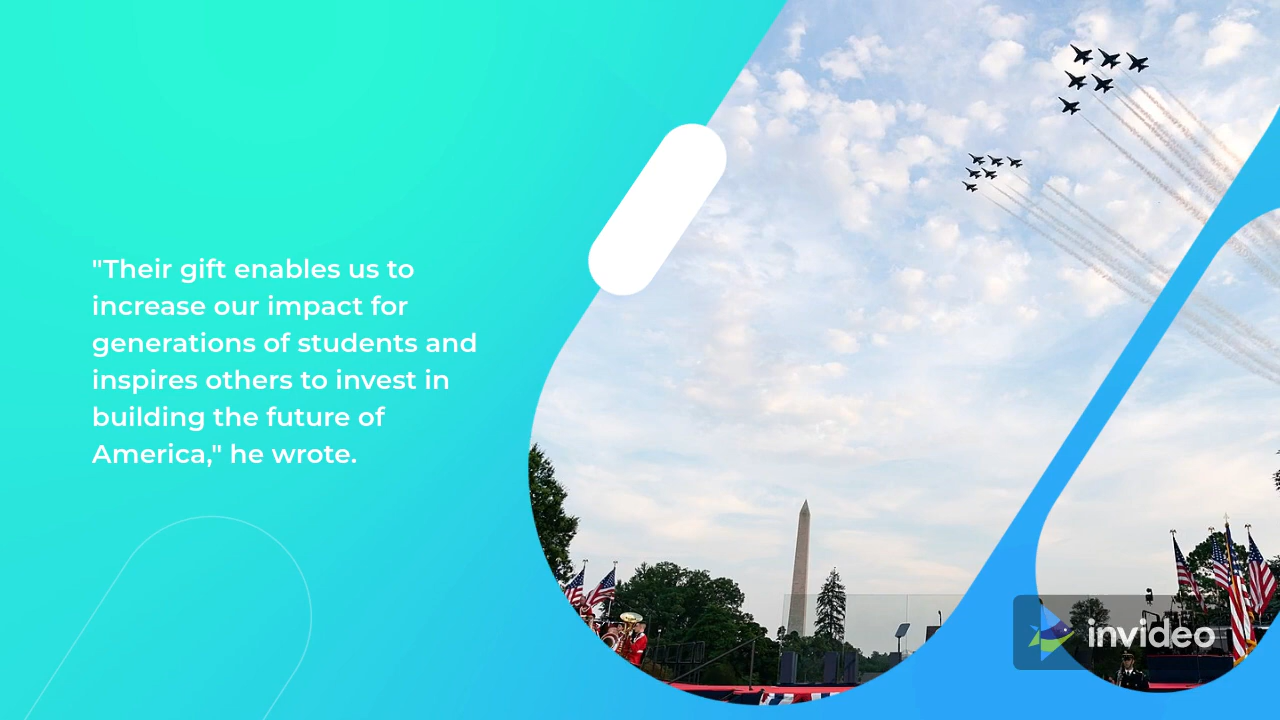 "Their gift enables us to
increase our impact for
generations of students and
inspires others to invest in
building the future of
America," he wrote.
invideo